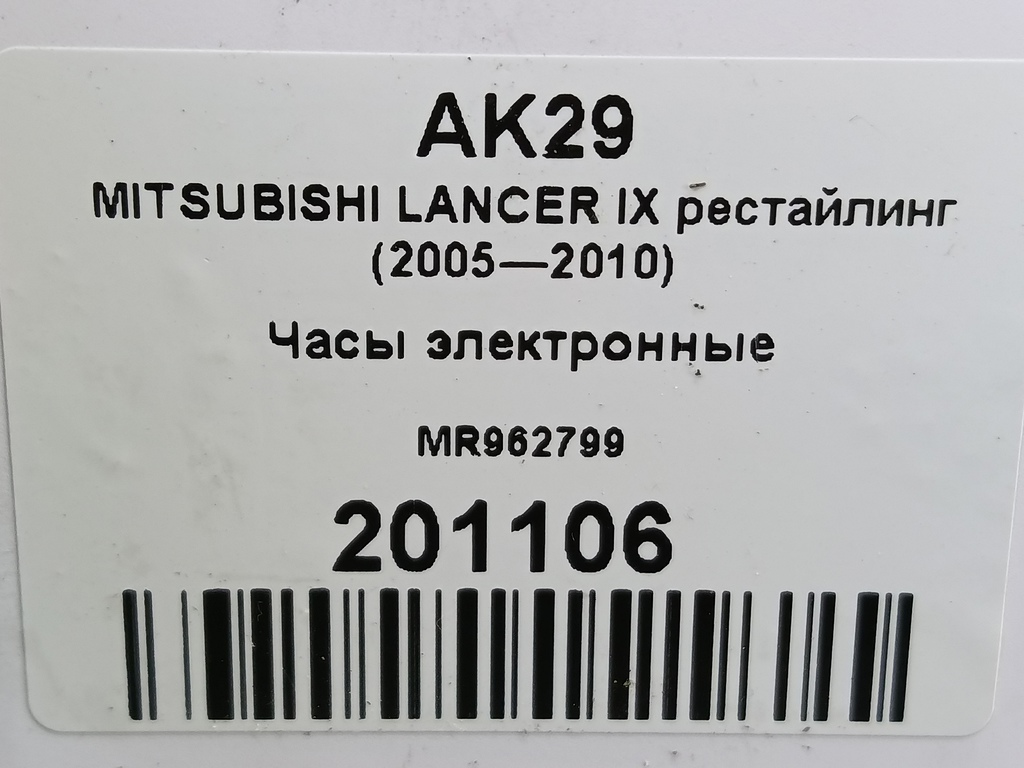 AK29
MITSUBISHI LANCER IX рестайлинг
(2005—2010)
Часы электронные
MR962799
201106